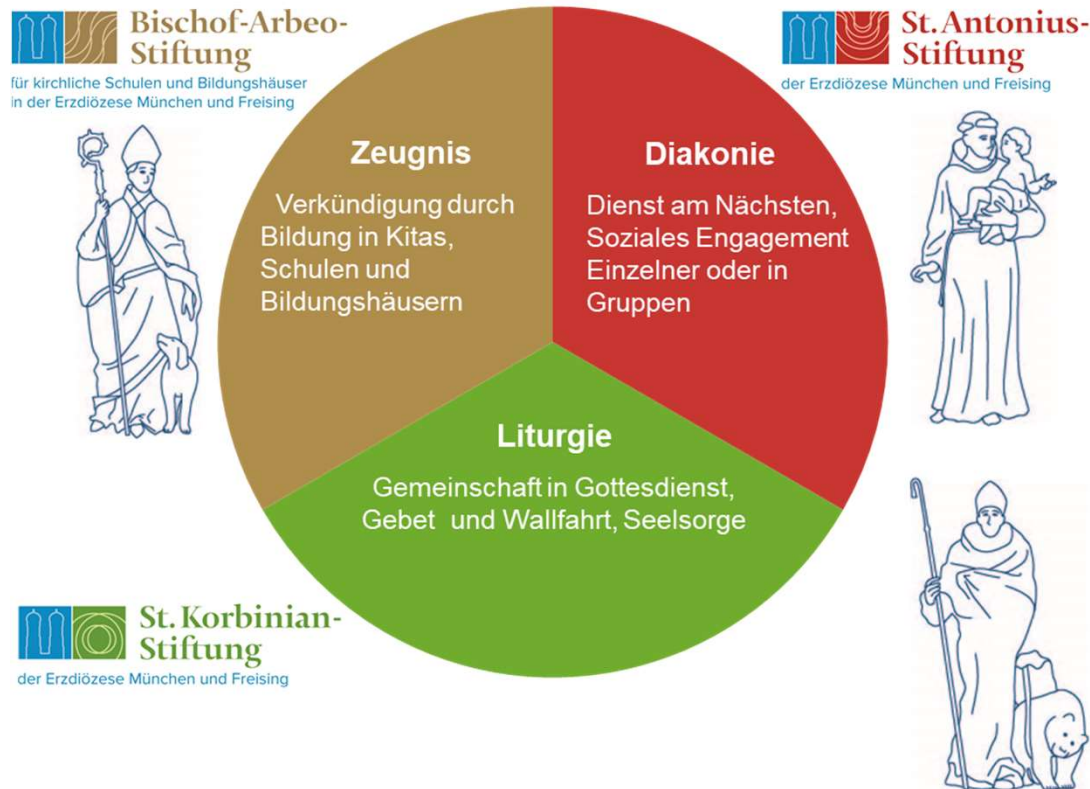 Bischof-Arbeo-
Stiftung
für kirchliche Schulen und Bildungshäuser
in der Erzdiözese München und Freising
St. Antonius-
Stiftung
der Erzdiözese München und Freising
Zeugnis
Verkündigung durch
Bildung in Kitas,
Schulen und
Bildungshäusern
Diakonie
Dienst am Nächsten,
Soziales Engagement
Einzelner oder in
Gruppen
Liturgie
Gemeinschaft in Gottesdienst,
Gebet und Wallfahrt, Seelsorge
St. Korbinian-
Stiftung
der Erzdiözese München und Freising